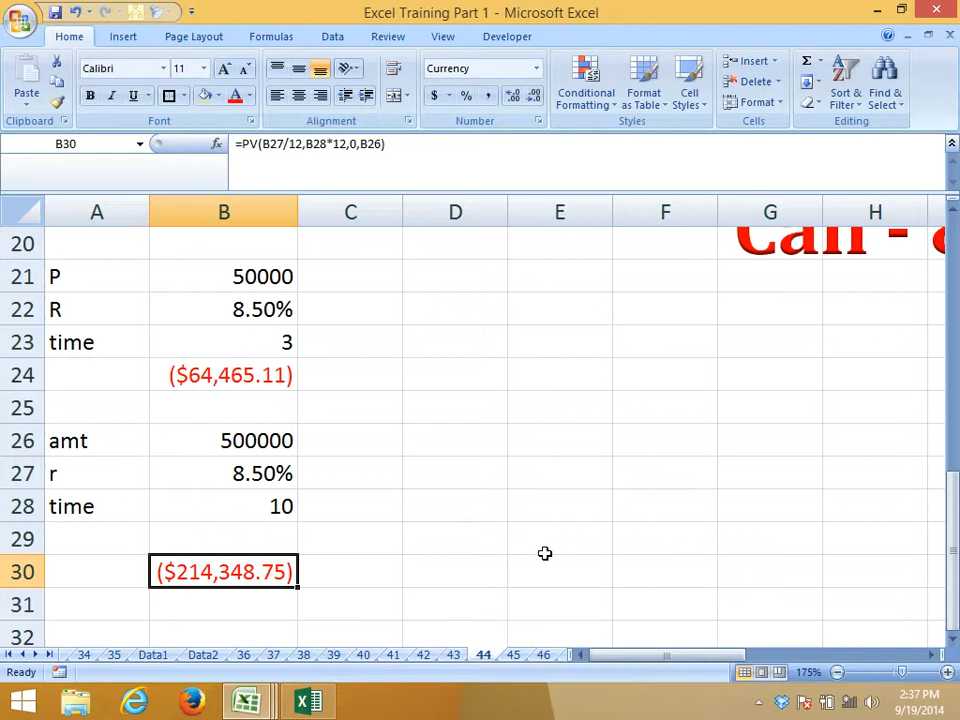 Excel Training Part 1 - Microsoft Excel
Home Insert Page Layout Formulas Data Review View Developer
Paste
Calibri 11
B I U A
Currency
$ % ,
Conditional Formatting
Format as Table
Cell Styles
Insert
Delete
Format
Sort & Filter
Find & Select
Clipboard Font Alignment Number Styles Cells Editing
B30 fx =PV(B27/12,B28*12,0,B26)
A B C D E F G H
20 Call -
21 P 50000
22 R 8.50%
23 time 3
24 ($64,465.11)
25
26 amt 500000
27 r 8.50%
28 time 10
29
30 ($214,348.75)
31
32
34 35 Data1 Data2 36 37 38 39 40 41 42 43 44 45 46
Ready 175%
2:37 PM
9/19/2014